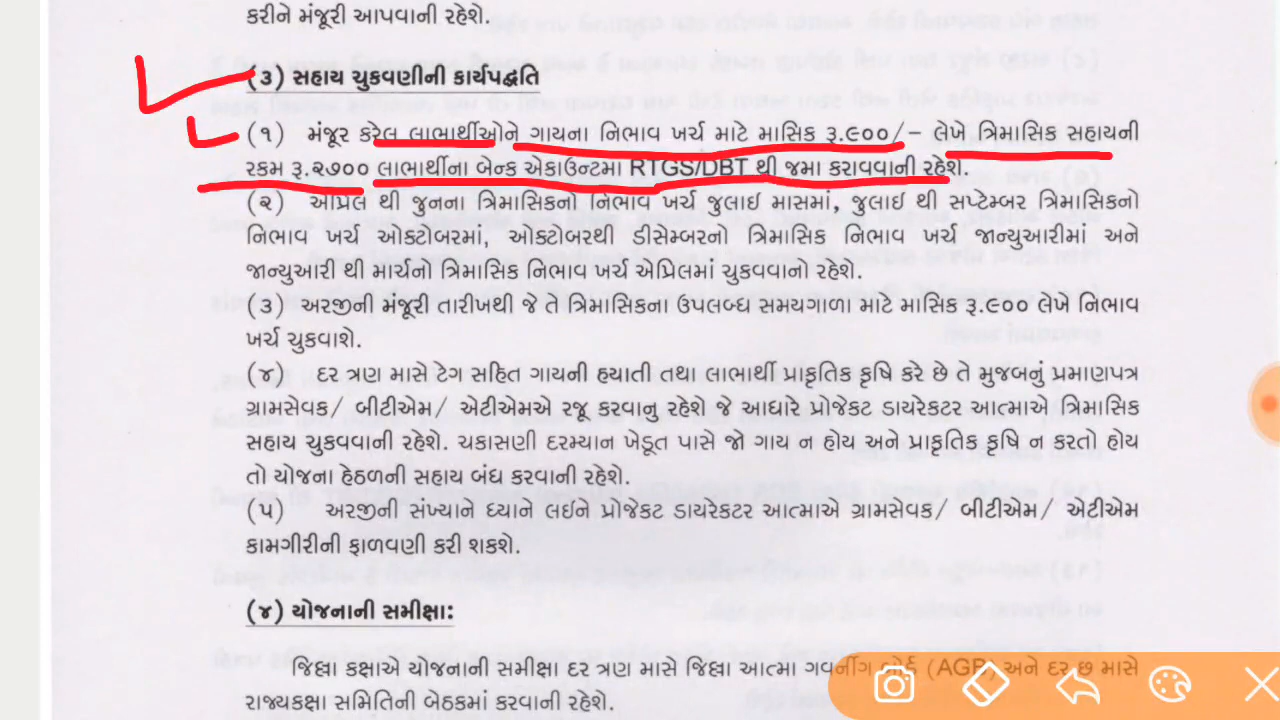 કરીને મંજૂરી આપવાની રહેશે.
(૩) સહાય ચુકવણીની કાર્યપદ્ધતિ
(૧) મંજૂર કરેલ લાભાર્થીઓને ગાયના નિભાવ ખર્ચ માટે માસિક રૂ.૯૦૦/- લેખે ત્રિમાસિક સહાયની
રકમ રૂ.૨૭૦૦ લાભાર્થીના બેન્ક એકાઉન્ટમા RTGS/DBT થી જમા કરાવવાની રહેશે.
(૨) એપ્રિલ થી જુનના ત્રિમાસિકનો નિભાવ ખર્ચ જુલાઇ માસમાં, જુલાઇ થી સપ્ટેમ્બર ત્રિમાસિકનો
નિભાવ ખર્ચ ઓક્ટોબરમાં, ઓક્ટોબરથી ડીસેમ્બરનો ત્રિમાસિક નિભાવ ખર્ચ જાન્યુઆરીમાં અને
જાન્યુઆરી થી માર્ચનો ત્રિમાસિક નિભાવ ખર્ચ એપ્રિલમાં ચુકવવાનો રહેશે.
(૩) અરજીની મંજૂરી તારીખથી જે તે ત્રિમાસિકના ઉપલબ્ધ સમયગાળા માટે માસિક રૂ.૯૦૦ લેખે નિભાવ
ખર્ચ ચુકવાશે.
(૪) દર ત્રણ માસે ટેગ સહિત ગાયની હયાતી તથા લાભાર્થી પ્રાકૃતિક કૃષિ કરે છે તે મુજબનું પ્રમાણપત્ર
ગ્રામસેવક/ બીટીએમ/ એટીએમએ રજૂ કરવાનુ રહેશે જે આધારે પ્રોજેક્ટ ડાયરેક્ટર આત્માએ ત્રિમાસિક
સહાય ચુકવવાની રહેશે. ચકાસણી દરમ્યાન ખેડૂત પાસે જો ગાય ન હોય અને પ્રાકૃતિક કૃષિ ન કરતો હોય
તો યોજના હેઠળની સહાય બંધ કરવાની રહેશે.
(૫) અરજીની સંખ્યાને ધ્યાને લઈને પ્રોજેક્ટ ડાયરેક્ટર આત્માએ ગ્રામસેવક/ બીટીએમ/ એટીએમ
કામગીરીની ફાળવણી કરી શકશે.
(૪) યોજનાની સમીક્ષા:
જિલ્લા કક્ષાએ યોજનાની સમીક્ષા દર ત્રણ માસે જિલ્લા આત્મા ગવર્નીંગ બોર્ડ (AGB) અને દર છ માસે
રાજ્યકક્ષા સમિતિની બેઠકમાં કરવાની રહેશે.